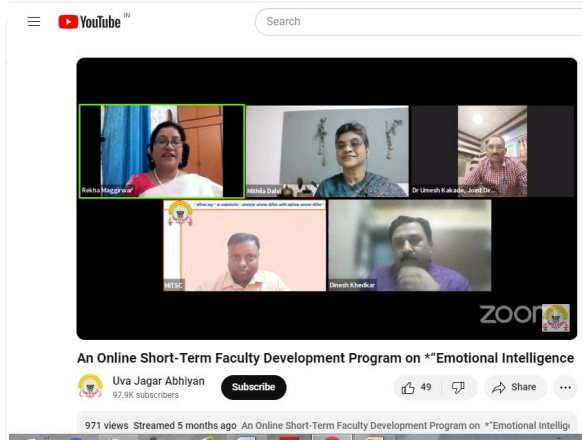 YouTube IN
Search
Rekha Maggirwar
Mithila Dalvi
Dr Umesh Kakade, Joint Dir...
MITSC
Dinesh Khedkar
zoom
An Online Short-Term Faculty Development Program on *"Emotional Intelligence
Uva Jagar Abhiyan
97.9K subscribers
Subscribe
49
Share
971 views Streamed 5 months ago An Online Short-Term Faculty Development Program on *"Emotional Intellig